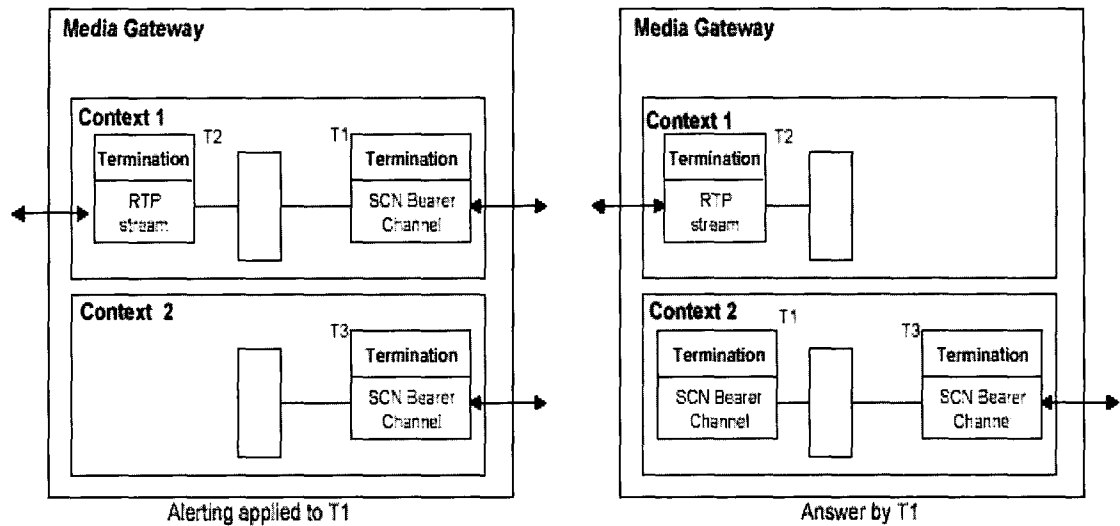 Media Gateway
Context 1
T2
T1
Termination
RTP
stream
Termination
SCN Bearer
Channel
Context 2
T3
Termination
SCN Bearer
Channel
Alerting applied to T1
Media Gateway
Context 1
T2
Termination
RTP
stream
Context 2
T1
T3
Termination
SCN Bearer
Channel
Termination
SCN Bearer
Channe
Answer by T1